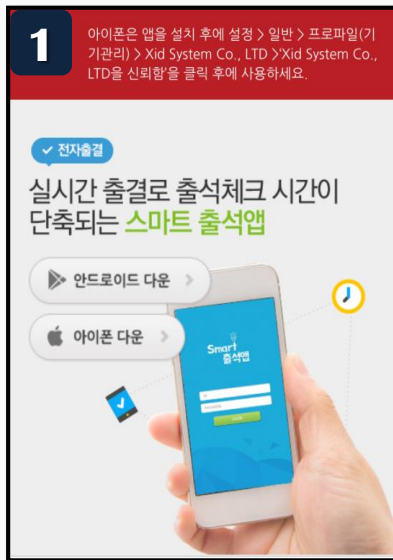 1
아이폰은 앱을 설치 후에 설정 > 일반 > 프로파일(기
기관리) > Xid System Co., LTD >'Xid System Co.,
LTD을 신뢰함'을 클릭 후에 사용하세요.
전자출결
실시간 출결로 출석체크 시간이
단축되는 스마트 출석앱
안드로이드 다운 >
아이폰 다운 >
Smart
출석앱